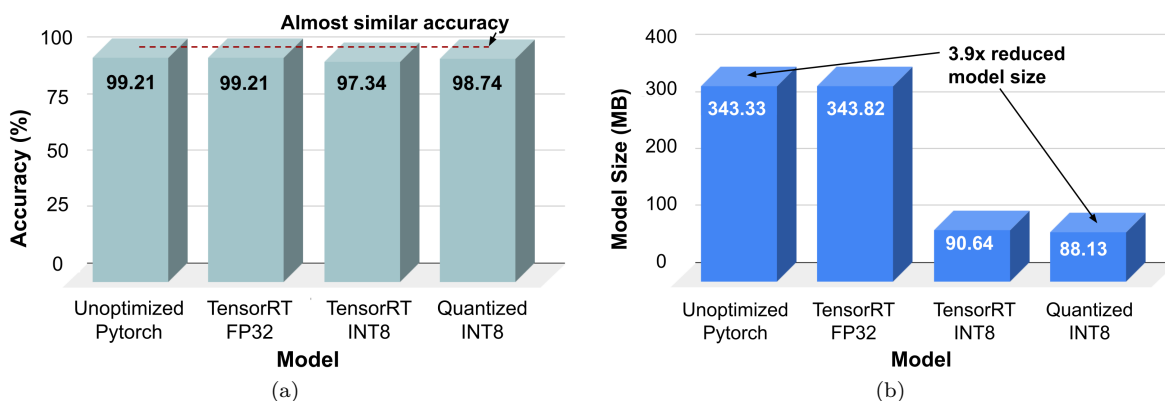 Almost similar accuracy
100
75
50
25
0
Accuracy (%)
99.21
99.21
97.34
98.74
Unoptimized
Pytorch
TensorRT
FP32
TensorRT
INT8
Quantized
INT8
Model
(a)
400
300
200
100
0
Model Size (MB)
3.9x reduced
model size
343.33
343.82
90.64
88.13
Unoptimized
Pytorch
TensorRT
FP32
TensorRT
INT8
Quantized
INT8
Model
(b)